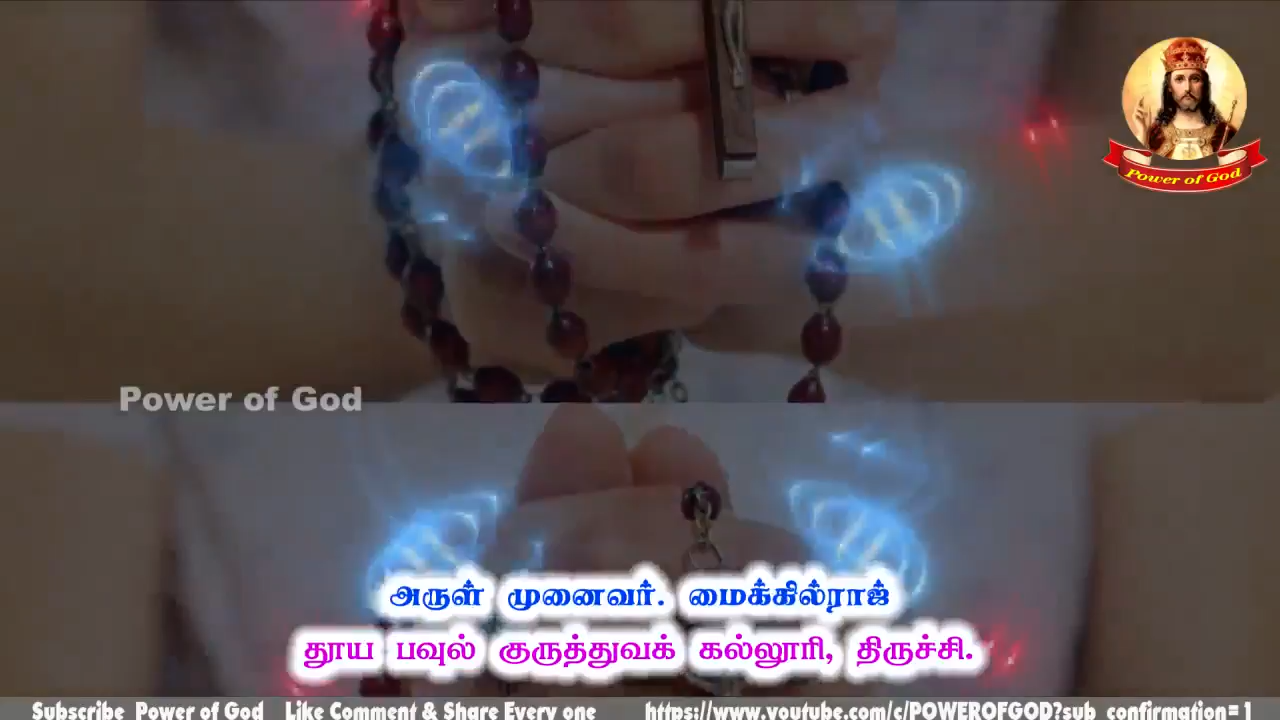 Power of God
Power of God
அருள் முனைவர். மைக்கில்ராஜ்
தூய பவுல் குருத்துவக் கல்லூரி, திருச்சி.
Subscribe Power of God Like Comment & Share Every one https://www.youtube.com/c/POWEROFGOD?sub_confirmation=1